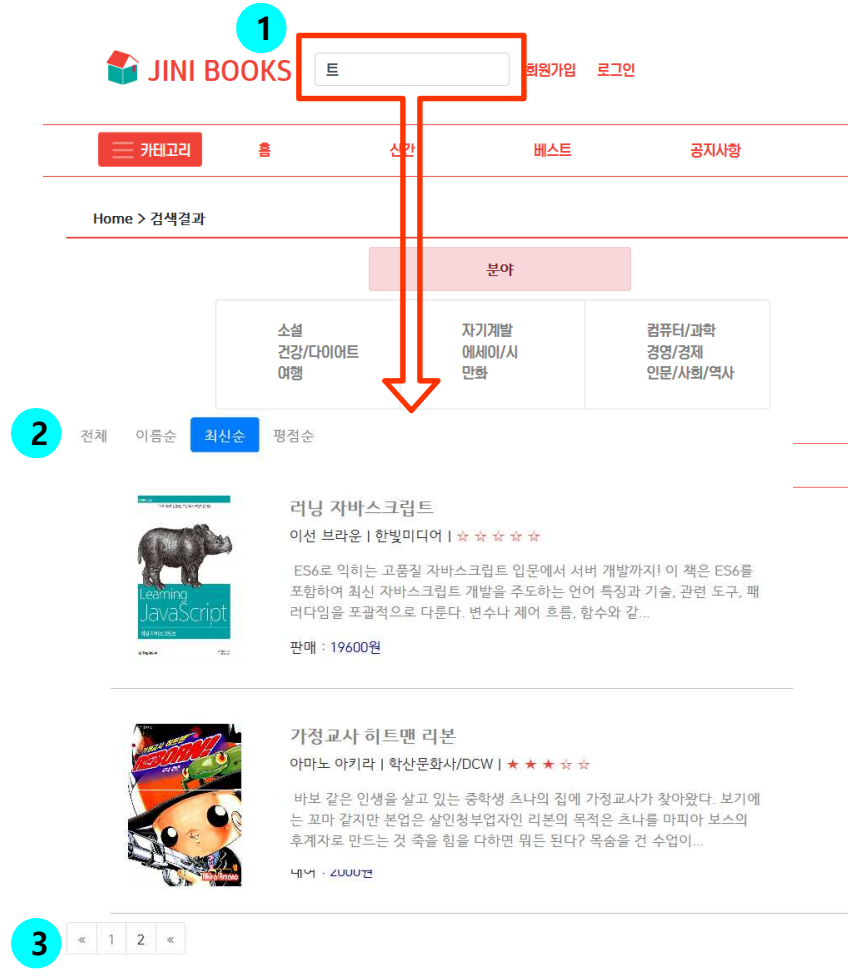 1
JINI BOOKS 트 회원가입 로그인
카테고리 홈 신간 베스트 공지사항
Home > 검색결과
분야
소설 자기계발 컴퓨터/과학
건강/다이어트 에세이/시 경영/경제
여행 만화 인문/사회/역사
2 전체 이름순 최신순 평점순
러닝 자바스크립트
이선 브라운 | 한빛미디어 | ☆ ☆ ☆ ☆ ☆
ES6로 익히는 고품질 자바스크립트 입문에서 서버 개발까지! 이 책은 ES6를
포함하여 최신 자바스크립트 개발을 주도하는 언어 특징과 기술, 관련 도구, 패
러다임을 포괄적으로 다룬다. 변수나 제어 흐름, 함수와 같...
판매 : 19600원
Learning
JavaScript
가정교사 히트맨 리본
아마노 아키라 | 학산문화사/DCW | ★ ★ ★ ☆ ☆
바보 같은 인생을 살고 있는 중학생 츠나의 집에 가정교사가 찾아왔다. 보기에
는 꼬마 같지만 본업은 살인청부업자인 리본의 목적은 츠나를 마피아 보스의
후계자로 만드는 것 죽을 힘을 다하면 뭐든 된다? 목숨을 건 수업이...
대여 : 2000원
REBORN!
3 « 1 2 «